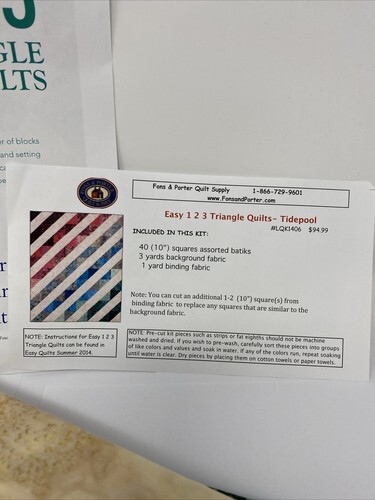 GLE
LTS
er of blocks
and setting
Fons & Porter Quilt Supply 1-866-729-9601
www.FonsandPorter.com
Easy 1 2 3 Triangle Quilts- Tidepool
#LQK1406 $94.99
INCLUDED IN THIS KIT:
40 (10") squares assorted batiks
3 yards background fabric
1 yard binding fabric
Note: You can cut an additional 1-2 (10") square(s) from
binding fabric to replace any squares that are similar to the
background fabric.
NOTE: Instructions for Easy 1 2 3
Triangle Quilts can be found in
Easy Quilts Summer 2014.
NOTE: Pre-cut kit pieces such as strips or fat eighths should not be machine
washed and dried. If you wish to pre-wash, carefully sort these pieces into groups
of like colors and values and soak in water. If any of the colors run, repeat soaking
until water is clear. Dry pieces by placing them on cotton towels or paper towels.